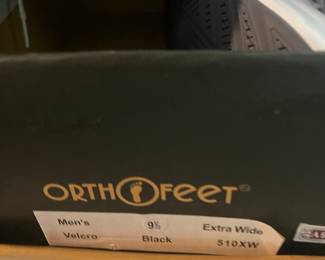 ORTHOFEET®
Men's 9½ Extra Wide
Velcro Black 510XW